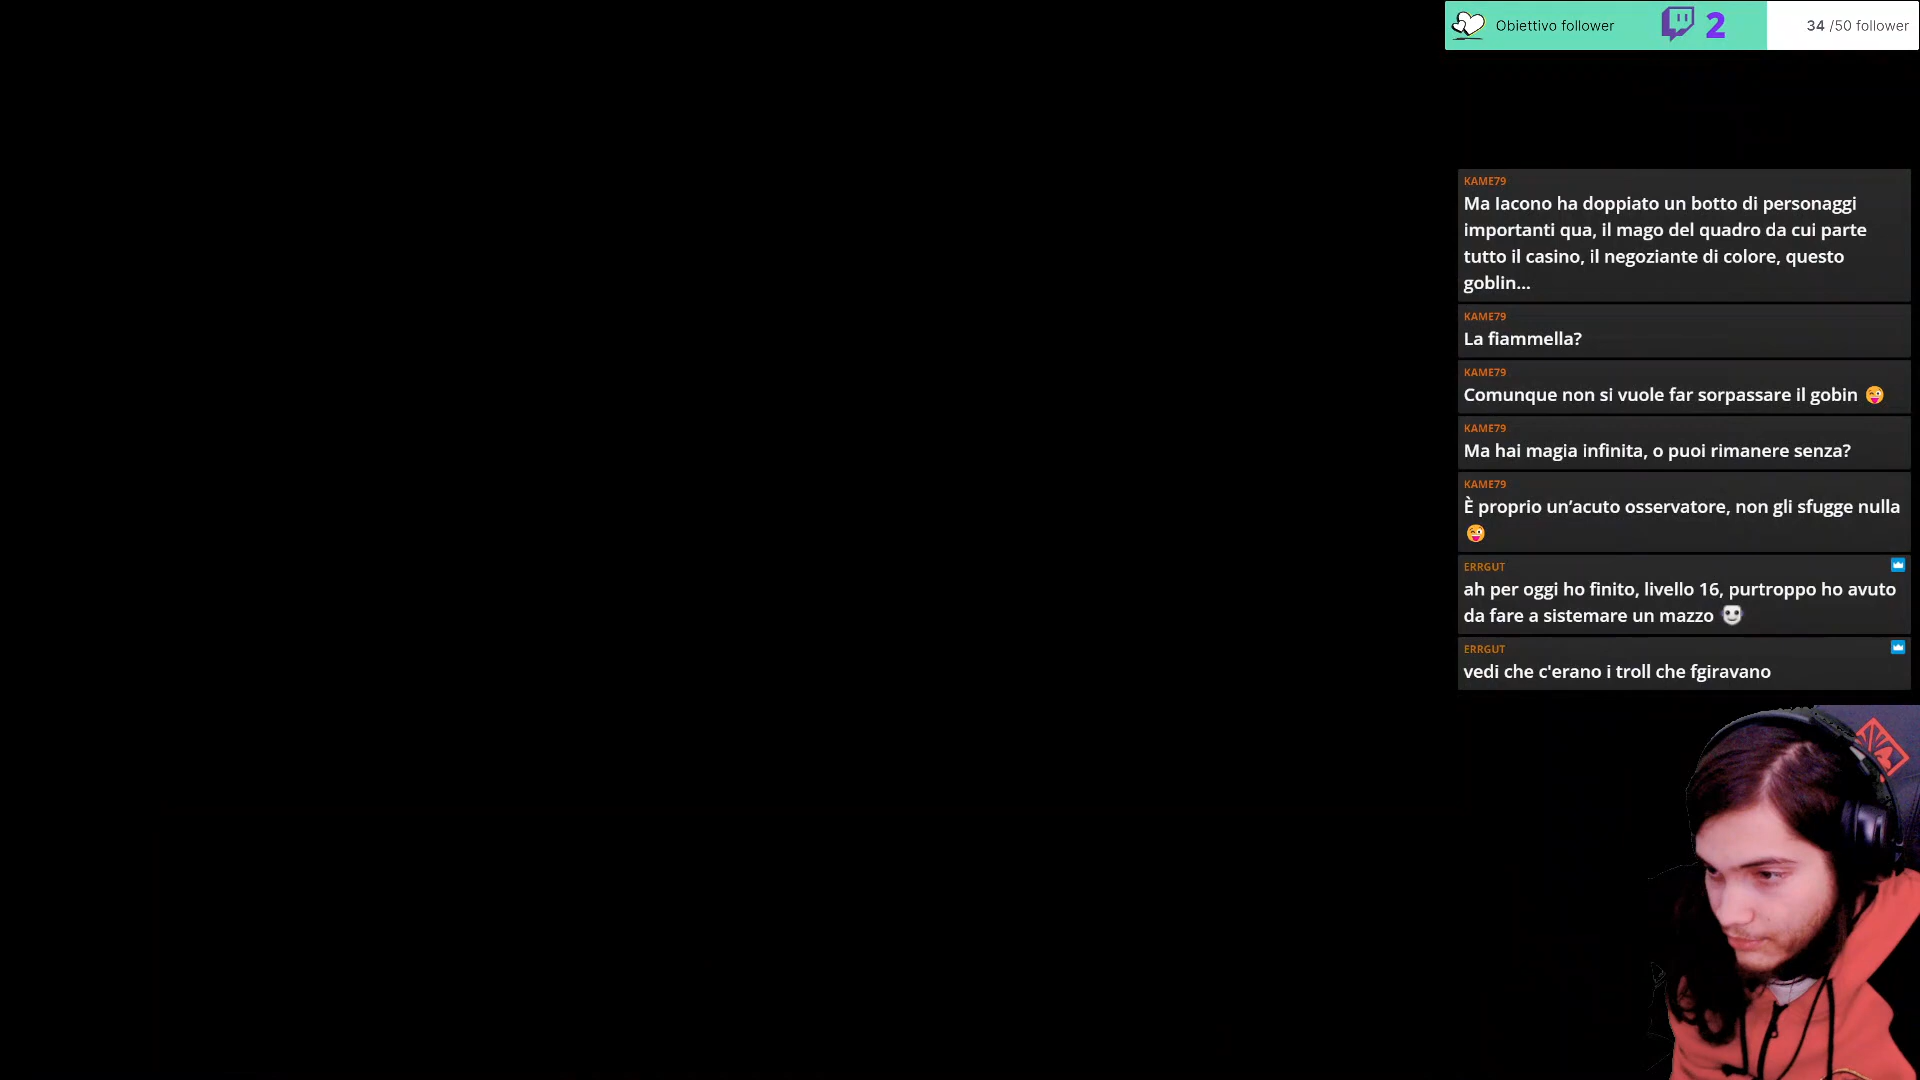 Obiettivo follower
2
34 /50 follower
KAME79
Ma Iacono ha doppiato un botto di personaggi
importanti qua, il mago del quadro da cui parte
tutto il casino, il negoziante di colore, questo
goblin...
KAME79
La fiammella?
KAME79
Comunque non si vuole far sorpassare il gobin 😜
KAME79
Ma hai magia infinita, o puoi rimanere senza?
KAME79
È proprio un’acuto osservatore, non gli sfugge nulla
😜
ERRGUT
ah per oggi ho finito, livello 16, purtroppo ho avuto
da fare a sistemare un mazzo
ERRGUT
vedi che c'erano i troll che fgiravano